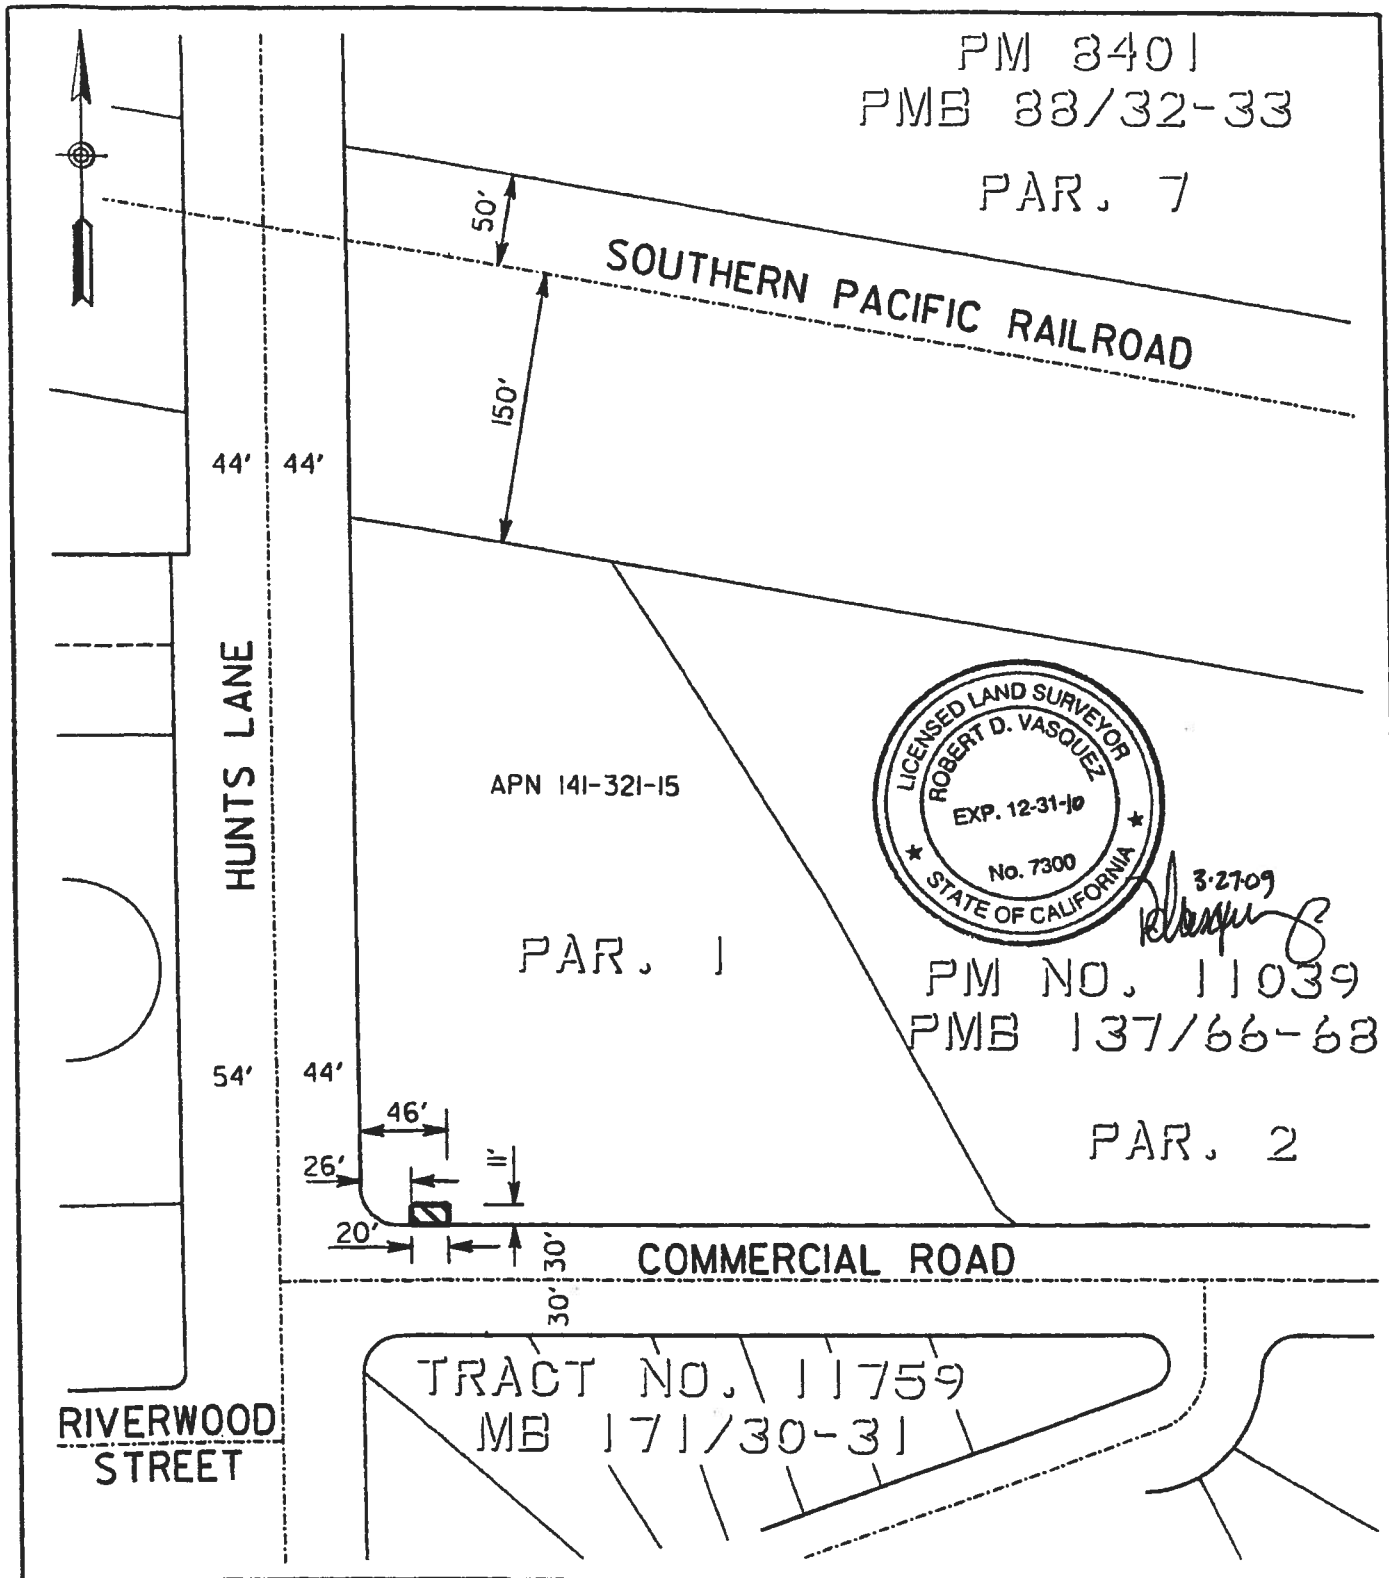 PM 8401
PMB 88/32-33
PAR. 7
50'
SOUTHERN PACIFIC RAILROAD
150'
44' 44'
HUNTS LANE
LICENSED LAND SURVEYOR
ROBERT D. VASQUEZ
EXP. 12-31-10
No. 7300
STATE OF CALIFORNIA
3-27-09
APN 141-321-15
PAR. 1
PM NO. 11039
PMB 137/66-68
54' 44'
46'
PAR. 2
26'
11'
20'
30'
COMMERCIAL ROAD
30'
TRACT NO. 11759
MB 171/30-31
RIVERWOOD
STREET